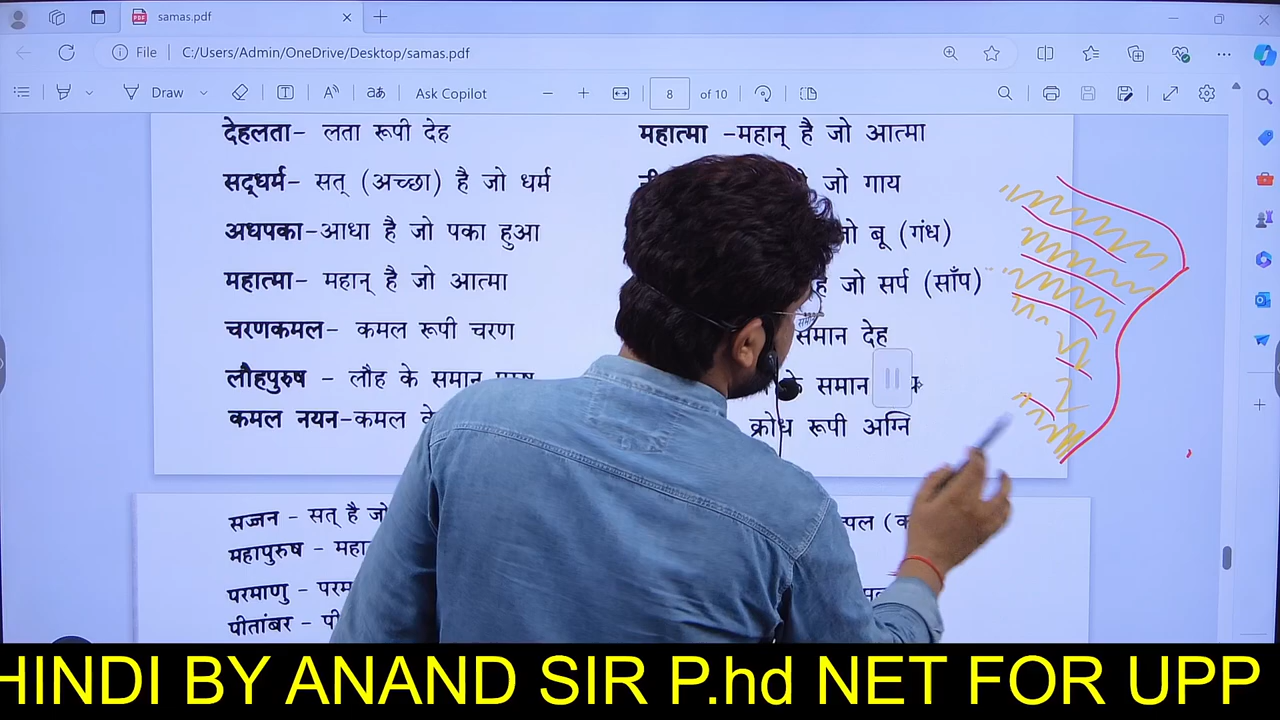 samas.pdf
File C:/Users/Admin/OneDrive/Desktop/samas.pdf
Draw Ask Copilot 8 of 10
देहलता- लता रूपी देह
महात्मा -महान् है जो आत्मा
सद्धर्म- सत् (अच्छा) है जो धर्म
जो गाय
अधपका-आधा है जो पका हुआ
जो बू (गंध)
महात्मा- महान् है जो आत्मा
जो सर्प (साँप)
चरणकमल- कमल रूपी चरण
समान देह
लौहपुरुष - लौह के समान
के समान
कमल नयन-कमल
क्रोध रूपी अग्नि
सज्जन - सत् है जो
महापुरुष -
परमाणु -
पीतांबर -
HINDI BY ANAND SIR P.hd NET FOR UPP